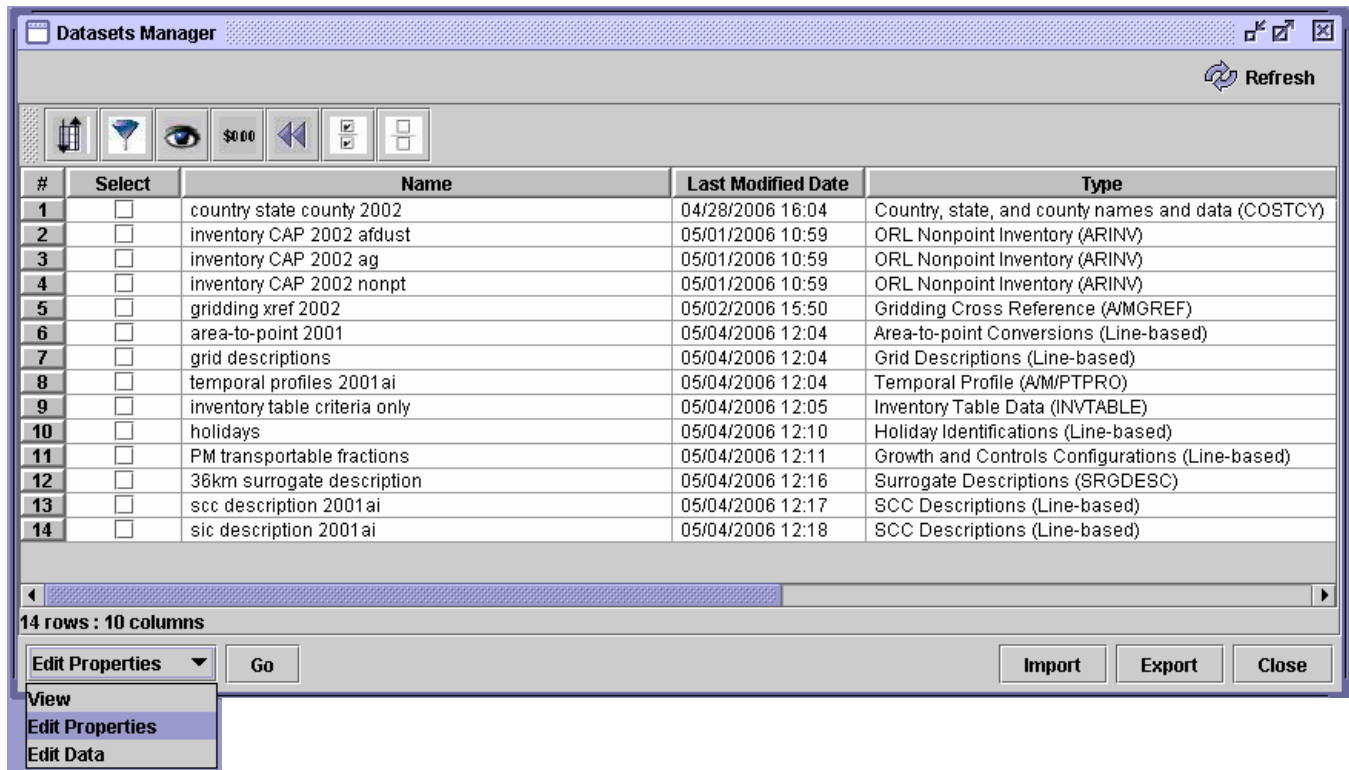 Datasets Manager
Refresh
$0.00
# Select Name Last Modified Date Type
1 country state county 2002 04/28/2006 16:04 Country, state, and county names and data (COSTCY)
2 inventory CAP 2002 afdust 05/01/2006 10:59 ORL Nonpoint Inventory (ARINV)
3 inventory CAP 2002 ag 05/01/2006 10:59 ORL Nonpoint Inventory (ARINV)
4 inventory CAP 2002 nonpt 05/01/2006 10:59 ORL Nonpoint Inventory (ARINV)
5 gridding xref 2002 05/02/2006 15:50 Gridding Cross Reference (A/MGREF)
6 area-to-point 2001 05/04/2006 12:04 Area-to-point Conversions (Line-based)
7 grid descriptions 05/04/2006 12:04 Grid Descriptions (Line-based)
8 temporal profiles 2001ai 05/04/2006 12:04 Temporal Profile (A/M/PTPRO)
9 inventory table criteria only 05/04/2006 12:05 Inventory Table Data (INVTABLE)
10 holidays 05/04/2006 12:10 Holiday Identifications (Line-based)
11 PM transportable fractions 05/04/2006 12:11 Growth and Controls Configurations (Line-based)
12 36km surrogate description 05/04/2006 12:16 Surrogate Descriptions (SRGDESC)
13 scc description 2001ai 05/04/2006 12:17 SCC Descriptions (Line-based)
14 sic description 2001ai 05/04/2006 12:18 SCC Descriptions (Line-based)
14 rows : 10 columns
Edit Properties Go Import Export Close
View
Edit Properties
Edit Data